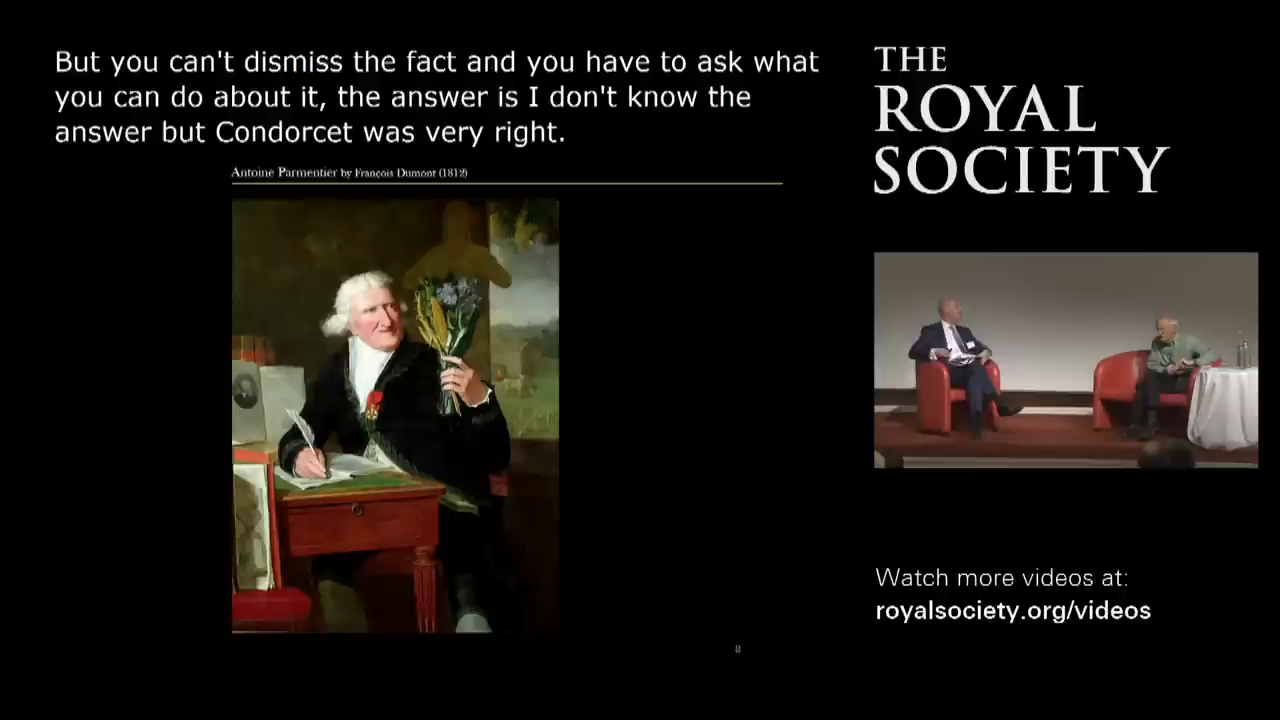 But you can't dismiss the fact and you have to ask what
you can do about it, the answer is I don't know the
answer but Condorcet was very right.
Antoine Parmentier by François Dumont (1812)
8
THE
ROYAL
SOCIETY
Watch more videos at:
royalsociety.org/videos